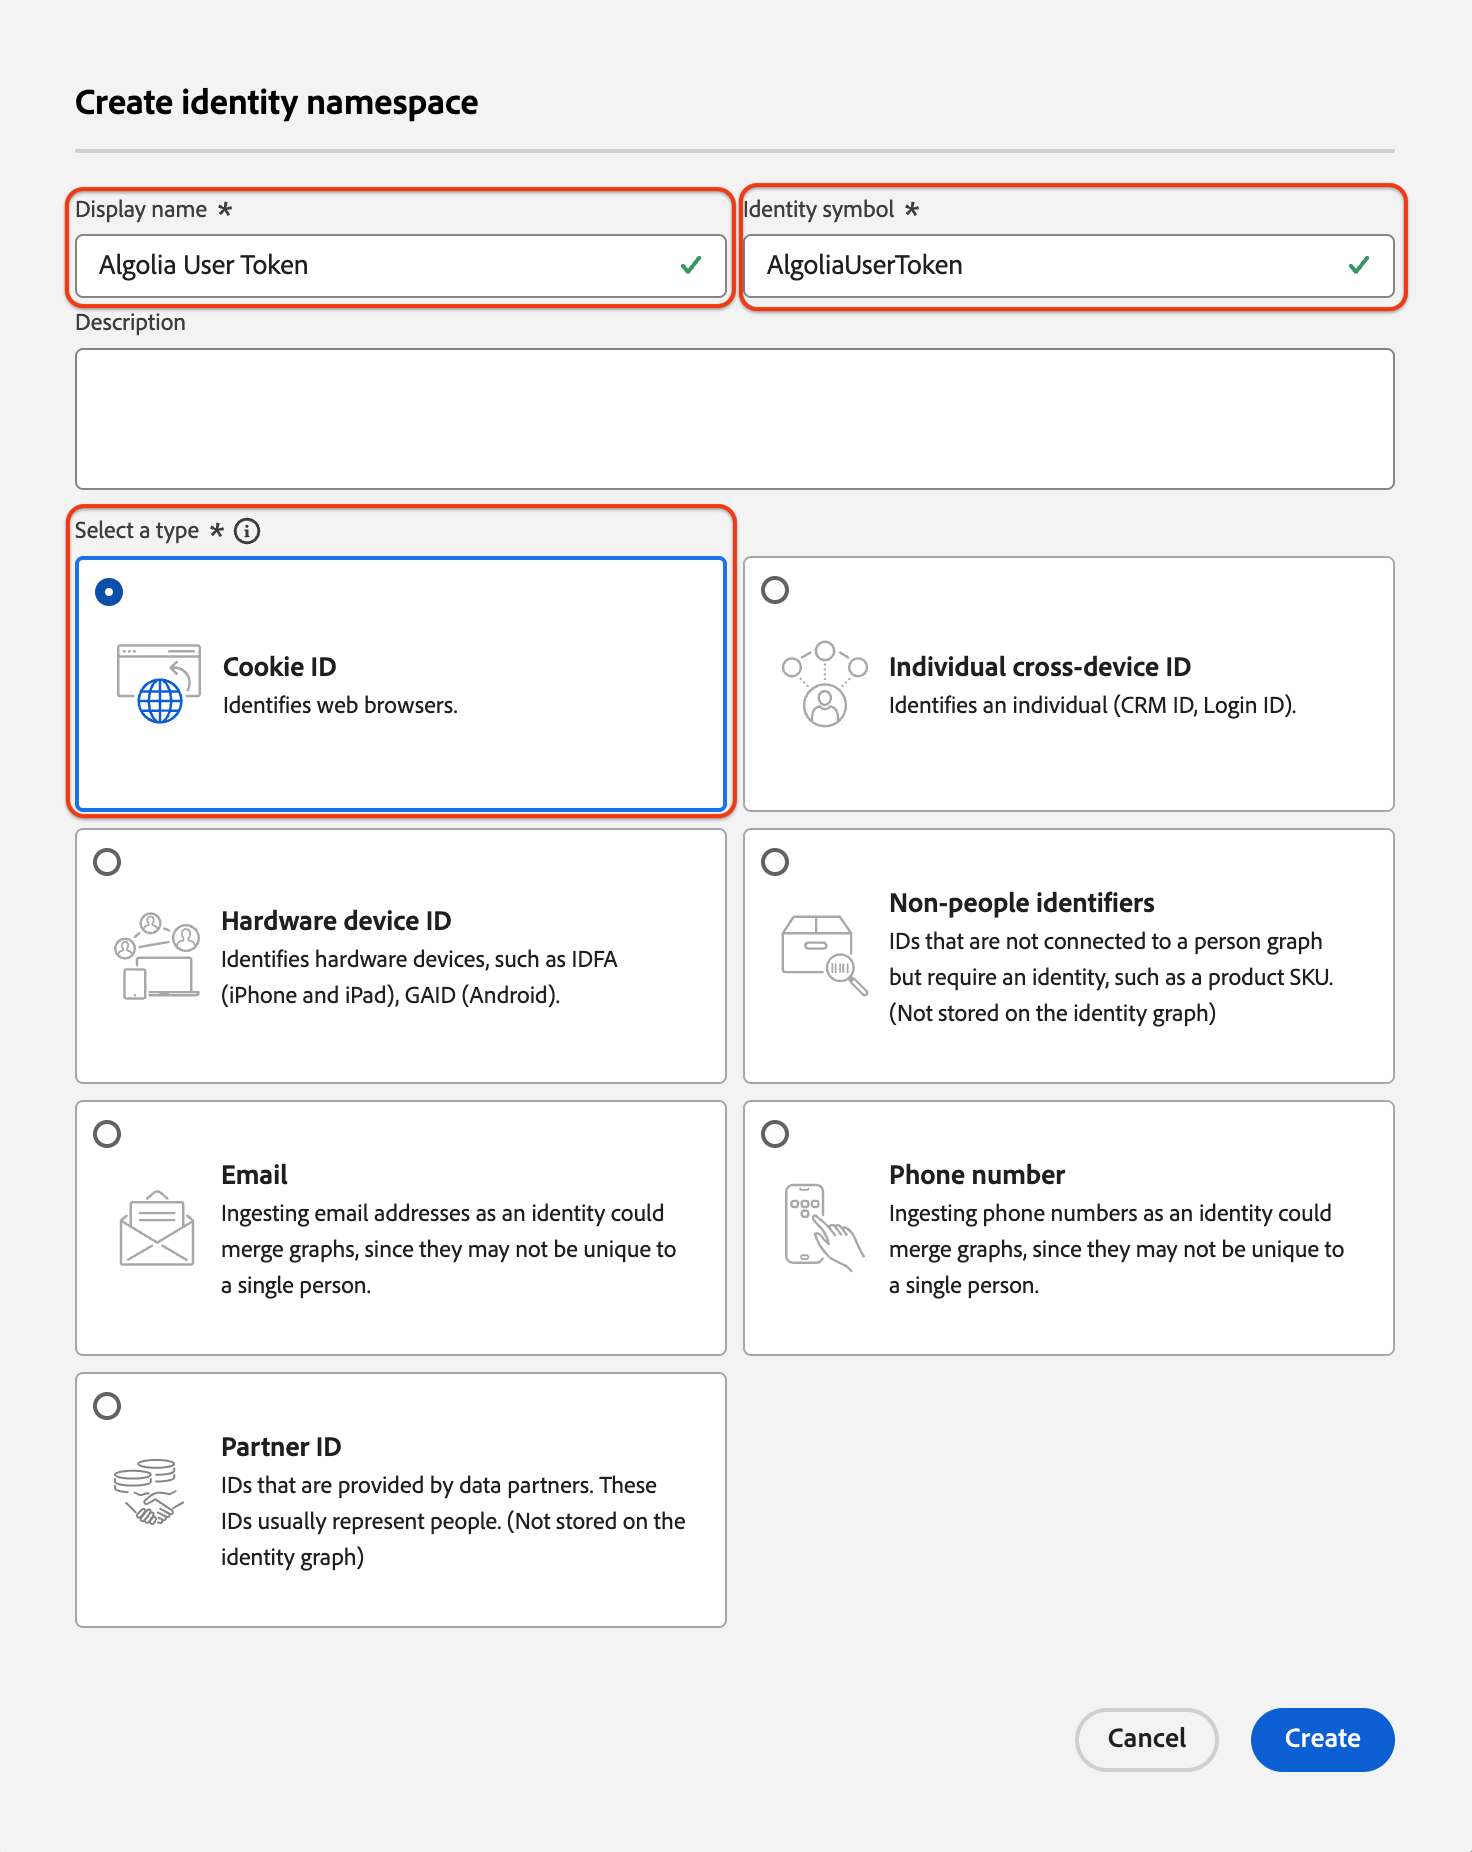 Create identity namespace
Display name *
Identity symbol *
Algolia User Token
AlgoliaUserToken
Description
Select a type *
Cookie ID
Identifies web browsers.
Individual cross-device ID
Identifies an individual (CRM ID, Login ID).
Hardware device ID
Identifies hardware devices, such as IDFA
(iPhone and iPad), GAID (Android).
Non-people identifiers
IDs that are not connected to a person graph
but require an identity, such as a product SKU.
(Not stored on the identity graph)
Email
Ingesting email addresses as an identity could
merge graphs, since they may not be unique to
a single person.
Phone number
Ingesting phone numbers as an identity could
merge graphs, since they may not be unique to
a single person.
Partner ID
IDs that are provided by data partners. These
IDs usually represent people. (Not stored on the
identity graph)
Cancel
Create